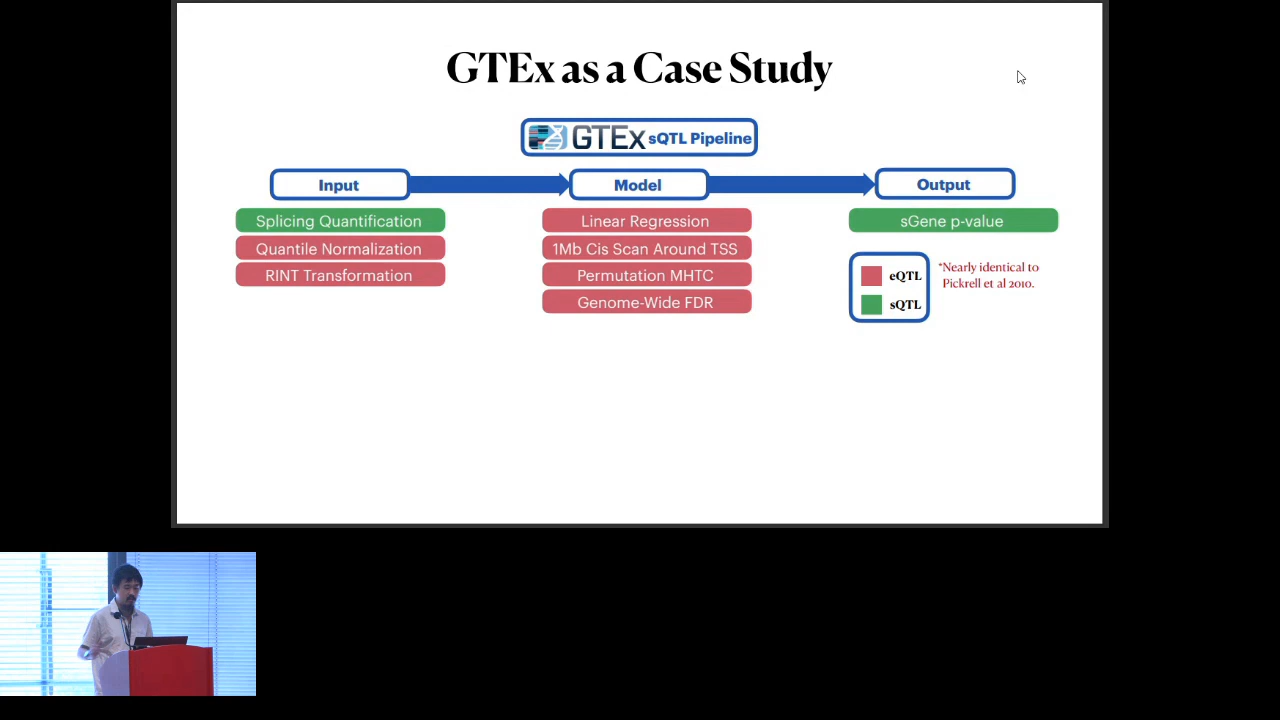 GTEx as a Case Study
GTEx sQTL Pipeline
Input
Model
Output
Splicing Quantification
Quantile Normalization
RINT Transformation
Linear Regression
1Mb Cis Scan Around TSS
Permutation MHTC
Genome-Wide FDR
sGene p-value
eQTL
sQTL
*Nearly identical to
Pickrell et al 2010.